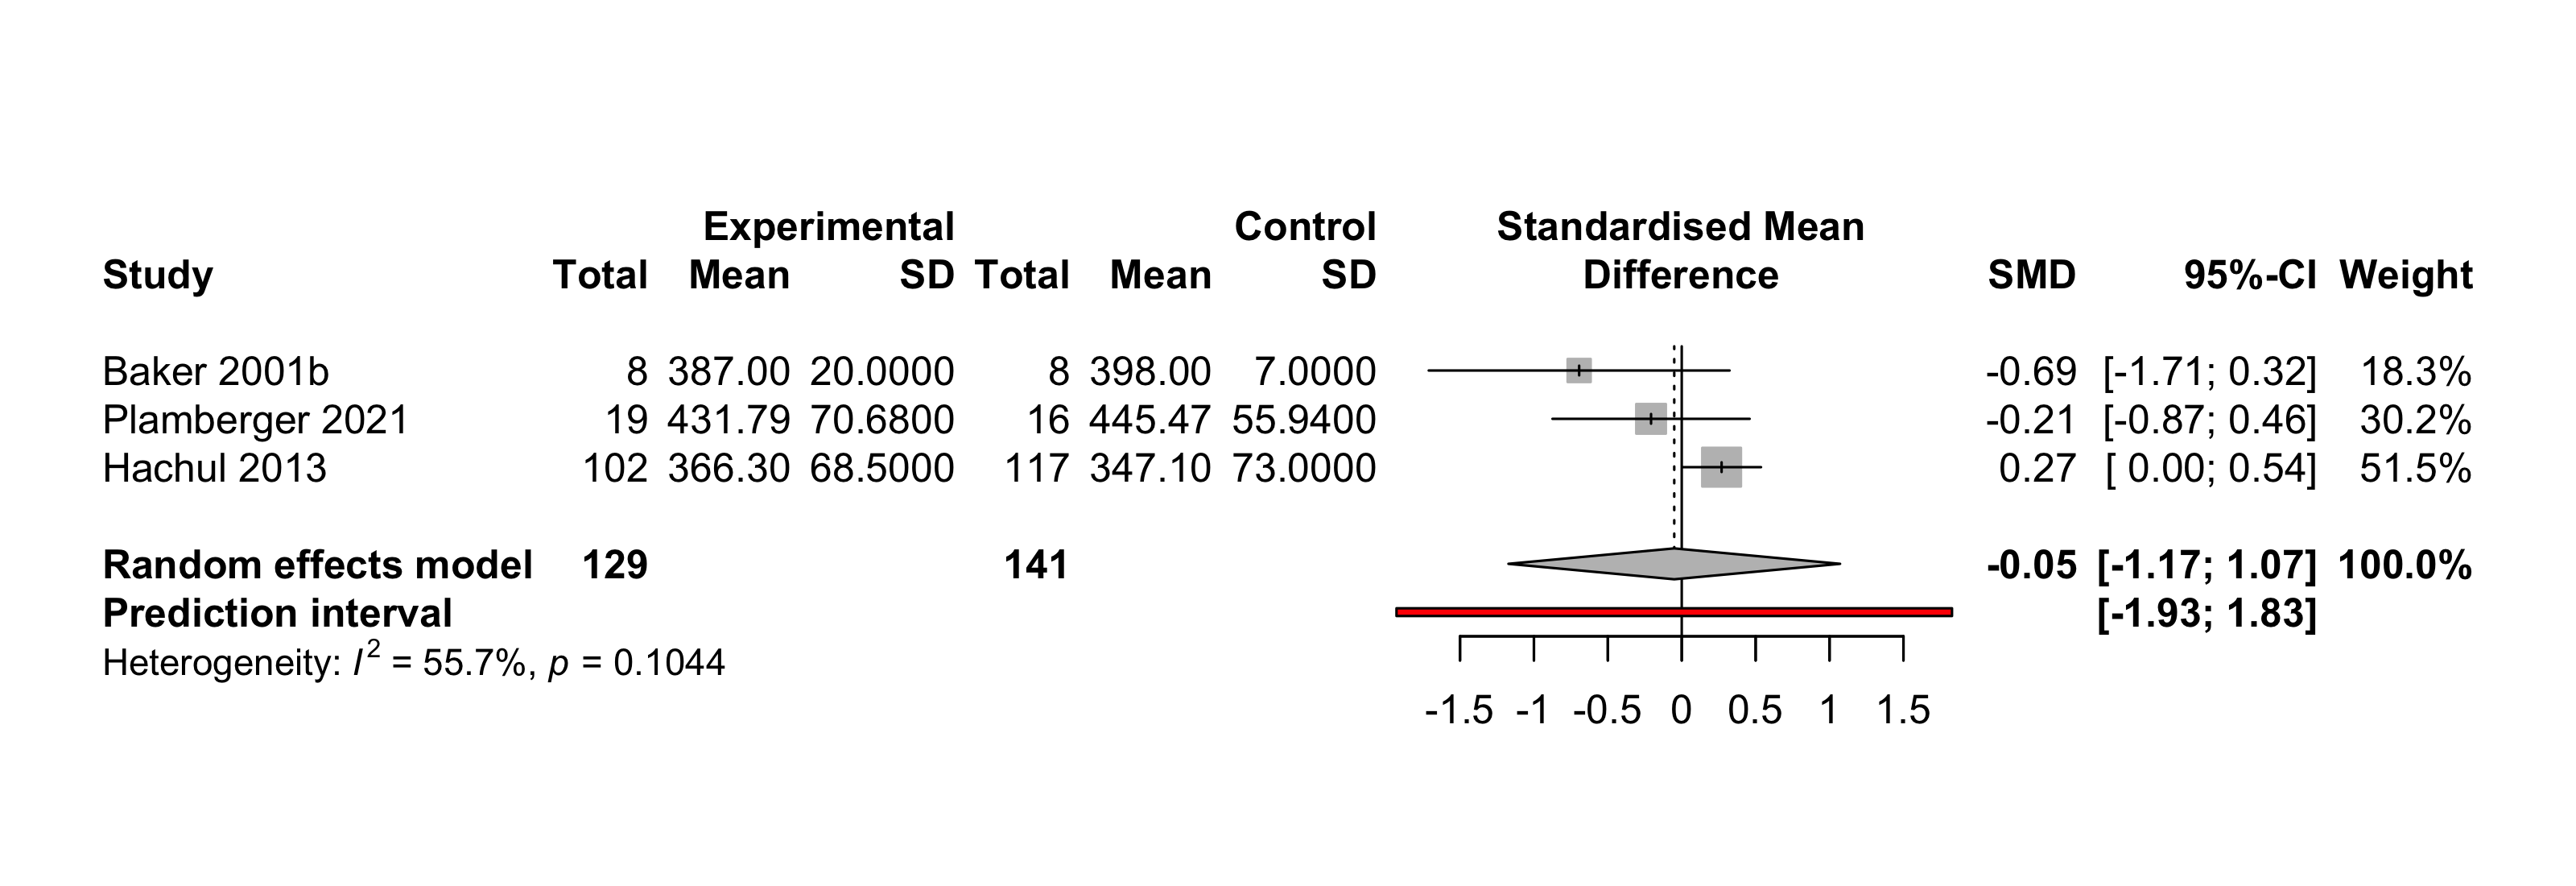 Experimental Control Standardised Mean
Study Total Mean SD Total Mean SD Difference SMD 95%-CI Weight
Baker 2001b 8 387.00 20.0000 8 398.00 7.0000 -0.69 [-1.71; 0.32] 18.3%
Plamberger 2021 19 431.79 70.6800 16 445.47 55.9400 -0.21 [-0.87; 0.46] 30.2%
Hachul 2013 102 366.30 68.5000 117 347.10 73.0000 0.27 [ 0.00; 0.54] 51.5%
Random effects model 129 141 -0.05 [-1.17; 1.07] 100.0%
Prediction interval [-1.93; 1.83]
Heterogeneity: I² = 55.7%, p = 0.1044
-1.5 -1 -0.5 0 0.5 1 1.5